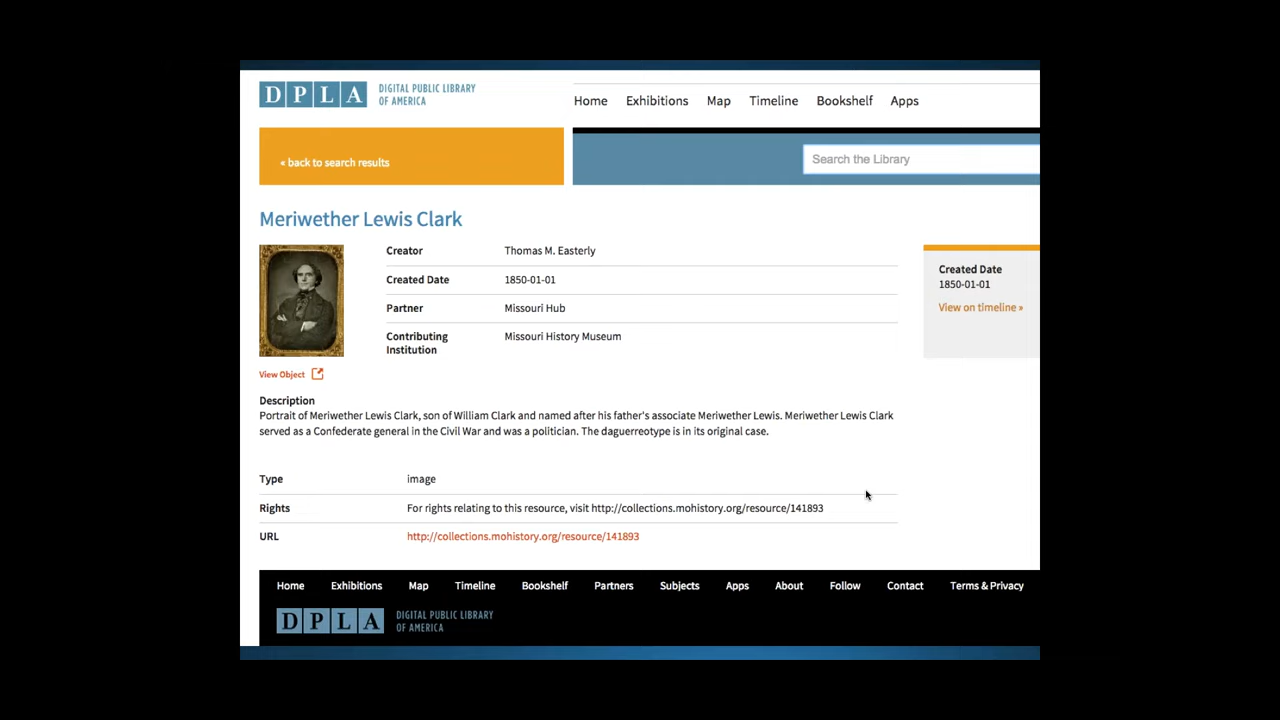 D P L A DIGITAL PUBLIC LIBRARY
OF AMERICA
Home Exhibitions Map Timeline Bookshelf Apps
« back to search results
Search the Library
Meriwether Lewis Clark
Creator Thomas M. Easterly
Created Date 1850-01-01
Partner Missouri Hub
Contributing Missouri History Museum
Institution
Created Date
1850-01-01
View on timeline »
View Object
Description
Portrait of Meriwether Lewis Clark, son of William Clark and named after his father's associate Meriwether Lewis. Meriwether Lewis Clark
served as a Confederate general in the Civil War and was a politician. The daguerreotype is in its original case.
Type image
Rights For rights relating to this resource, visit http://collections.mohistory.org/resource/141893
URL http://collections.mohistory.org/resource/141893
Home Exhibitions Map Timeline Bookshelf Partners Subjects Apps About Follow Contact Terms & Privacy
D P L A DIGITAL PUBLIC LIBRARY
OF AMERICA